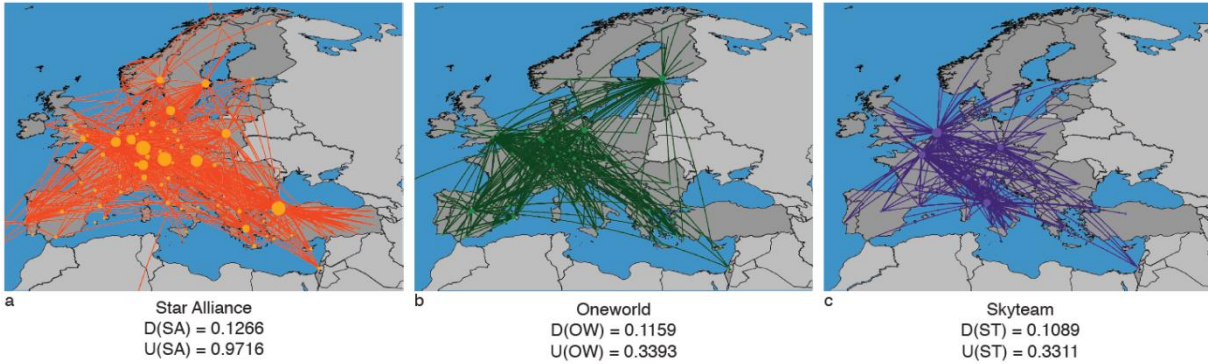 a
Star Alliance
D(SA) = 0.1266
U(SA) = 0.9716
b
Oneworld
D(OW) = 0.1159
U(OW) = 0.3393
c
Skyteam
D(ST) = 0.1089
U(ST) = 0.3311